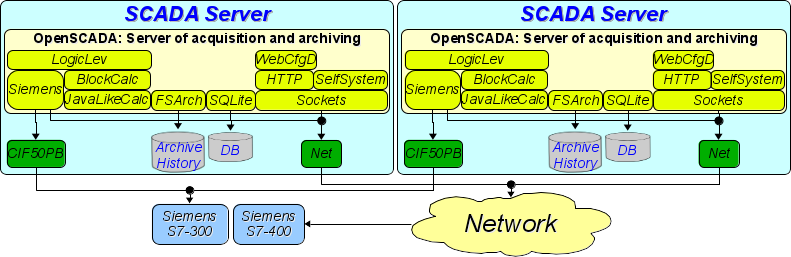 SCADA Server
OpenSCADA: Server of acquisition and archiving
LogicLev
WebCfgD
Siemens
BlockCalc
HTTP
SelfSystem
JavaLikeCalc
FSArch
SQLite
Sockets
CIF50PB
Archive
History
DB
Net
SCADA Server
OpenSCADA: Server of acquisition and archiving
LogicLev
WebCfgD
Siemens
BlockCalc
HTTP
SelfSystem
JavaLikeCalc
FSArch
SQLite
Sockets
CIF50PB
Archive
History
DB
Net
Siemens
S7-300
Siemens
S7-400
Network